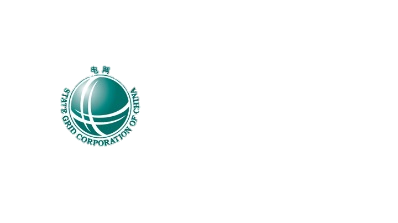 电网
STATE GRID CORPORATION OF CHINA